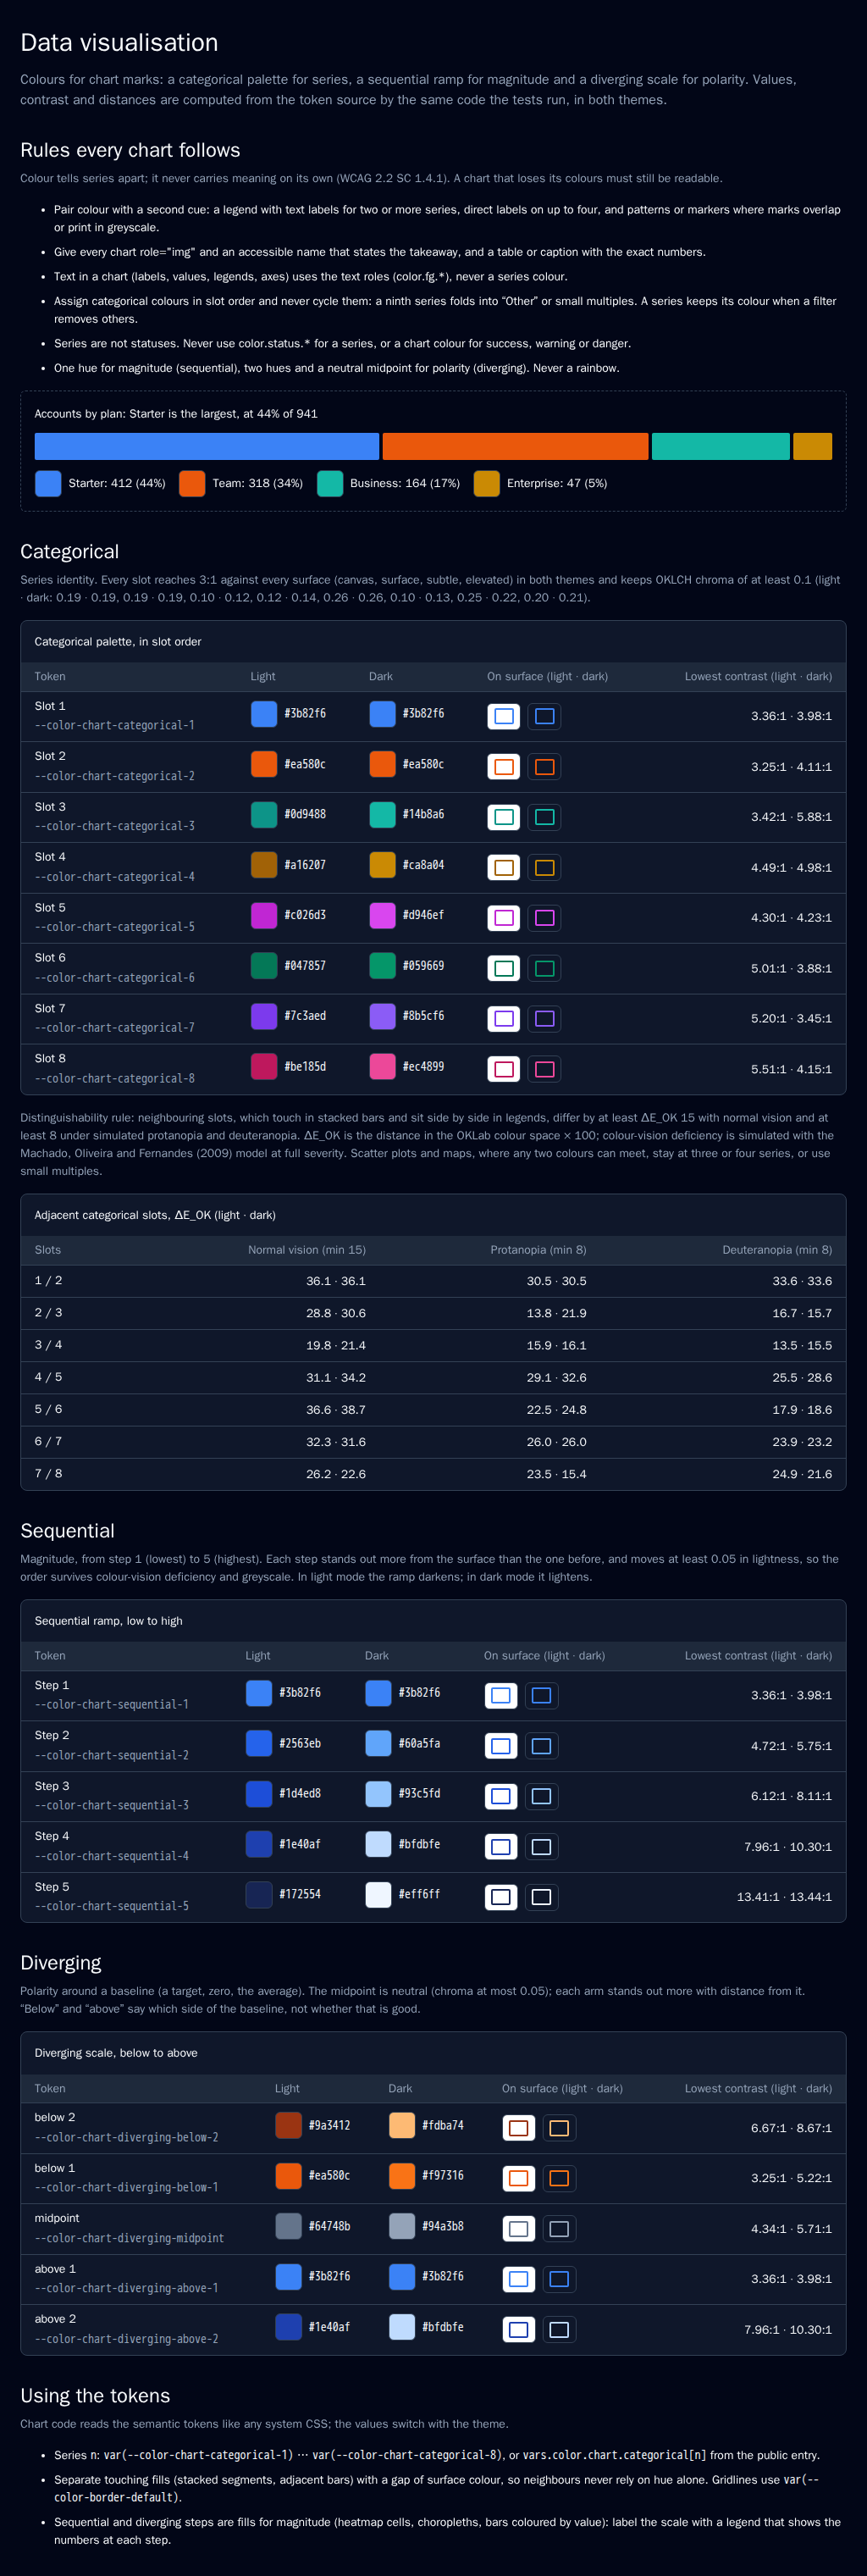 Data visualisation
Colours for chart marks: a categorical palette for series, a sequential ramp for magnitude and a diverging scale for polarity. Values,
contrast and distances are computed from the token source by the same code the tests run, in both themes.
Rules every chart follows
Colour tells series apart; it never carries meaning on its own (WCAG 2.2 SC 1.4.1). A chart that loses its colours must still be readable.
• Pair colour with a second cue: a legend with text labels for two or more series, direct labels on up to four, and patterns or markers where marks overlap
or print in greyscale.
• Give every chart role="img" and an accessible name that states the takeaway, and a table or caption with the exact numbers.
• Text in a chart (labels, values, legends, axes) uses the text roles (color.fg.*), never a series colour.
• Assign categorical colours in slot order and never cycle them: a ninth series folds into “Other” or small multiples. A series keeps its colour when a filter
removes others.
• Series are not statuses. Never use color.status.* for a series, or a chart colour for success, warning or danger.
• One hue for magnitude (sequential), two hues and a neutral midpoint for polarity (diverging). Never a rainbow.
Accounts by plan: Starter is the largest, at 44% of 941
Starter: 412 (44%) Team: 318 (34%) Business: 164 (17%) Enterprise: 47 (5%)
Categorical
Series identity. Every slot reaches 3:1 against every surface (canvas, surface, subtle, elevated) in both themes and keeps OKLCH chroma of at least 0.1 (light
· dark: 0.19 · 0.19, 0.19 · 0.19, 0.10 · 0.12, 0.12 · 0.14, 0.26 · 0.26, 0.10 · 0.13, 0.25 · 0.22, 0.20 · 0.21).
Categorical palette, in slot order
Token Light Dark On surface (light · dark) Lowest contrast (light · dark)
Slot 1
--color-chart-categorical-1 #3b82f6 #3b82f6 3.36:1 · 3.98:1
Slot 2
--color-chart-categorical-2 #ea580c #ea580c 3.25:1 · 4.11:1
Slot 3
--color-chart-categorical-3 #0d9488 #14b8a6 3.42:1 · 5.88:1
Slot 4
--color-chart-categorical-4 #a16207 #ca8a04 4.49:1 · 4.98:1
Slot 5
--color-chart-categorical-5 #c026d3 #d946ef 4.30:1 · 4.23:1
Slot 6
--color-chart-categorical-6 #047857 #059669 5.01:1 · 3.88:1
Slot 7
--color-chart-categorical-7 #7c3aed #8b5cf6 5.20:1 · 3.45:1
Slot 8
--color-chart-categorical-8 #be185d #ec4899 5.51:1 · 4.15:1
Distinguishability rule: neighbouring slots, which touch in stacked bars and sit side by side in legends, differ by at least ΔE_OK 15 with normal vision and at
least 8 under simulated protanopia and deuteranopia. ΔE_OK is the distance in the OKLab colour space × 100; colour-vision deficiency is simulated with the
Machado, Oliveira and Fernandes (2009) model at full severity. Scatter plots and maps, where any two colours can meet, stay at three or four series, or use
small multiples.
Adjacent categorical slots, ΔE_OK (light · dark)
Slots Normal vision (min 15) Protanopia (min 8) Deuteranopia (min 8)
1 / 2 36.1 · 36.1 30.5 · 30.5 33.6 · 33.6
2 / 3 28.8 · 30.6 13.8 · 21.9 16.7 · 15.7
3 / 4 19.8 · 21.4 15.9 · 16.1 13.5 · 15.5
4 / 5 31.1 · 34.2 29.1 · 32.6 25.5 · 28.6
5 / 6 36.6 · 38.7 22.5 · 24.8 17.9 · 18.6
6 / 7 32.3 · 31.6 26.0 · 26.0 23.9 · 23.2
7 / 8 26.2 · 22.6 23.5 · 15.4 24.9 · 21.6
Sequential
Magnitude, from step 1 (lowest) to 5 (highest). Each step stands out more from the surface than the one before, and moves at least 0.05 in lightness, so the
order survives colour-vision deficiency and greyscale. In light mode the ramp darkens; in dark mode it lightens.
Sequential ramp, low to high
Token Light Dark On surface (light · dark) Lowest contrast (light · dark)
Step 1
--color-chart-sequential-1 #3b82f6 #3b82f6 3.36:1 · 3.98:1
Step 2
--color-chart-sequential-2 #2563eb #60a5fa 4.72:1 · 5.75:1
Step 3
--color-chart-sequential-3 #1d4ed8 #93c5fd 6.12:1 · 8.11:1
Step 4
--color-chart-sequential-4 #1e40af #bfdbfe 7.96:1 · 10.30:1
Step 5
--color-chart-sequential-5 #172554 #eff6ff 13.41:1 · 13.44:1
Diverging
Polarity around a baseline (a target, zero, the average). The midpoint is neutral (chroma at most 0.05); each arm stands out more with distance from it.
“Below” and “above” say which side of the baseline, not whether that is good.
Diverging scale, below to above
Token Light Dark On surface (light · dark) Lowest contrast (light · dark)
below 2
--color-chart-diverging-below-2 #9a3412 #fdba74 6.67:1 · 8.67:1
below 1
--color-chart-diverging-below-1 #ea580c #f97316 3.25:1 · 5.22:1
midpoint
--color-chart-diverging-midpoint #64748b #94a3b8 4.34:1 · 5.71:1
above 1
--color-chart-diverging-above-1 #3b82f6 #3b82f6 3.36:1 · 3.98:1
above 2
--color-chart-diverging-above-2 #1e40af #bfdbfe 7.96:1 · 10.30:1
Using the tokens
Chart code reads the semantic tokens like any system CSS; the values switch with the theme.
• Series n: var(--color-chart-categorical-1) ⋯ var(--color-chart-categorical-8), or vars.color.chart.categorical[n] from the public entry.
• Separate touching fills (stacked segments, adjacent bars) with a gap of surface colour, so neighbours never rely on hue alone. Gridlines use var(--
color-border-default).
• Sequential and diverging steps are fills for magnitude (heatmap cells, choropleths, bars coloured by value): label the scale with a legend that shows the
numbers at each step.